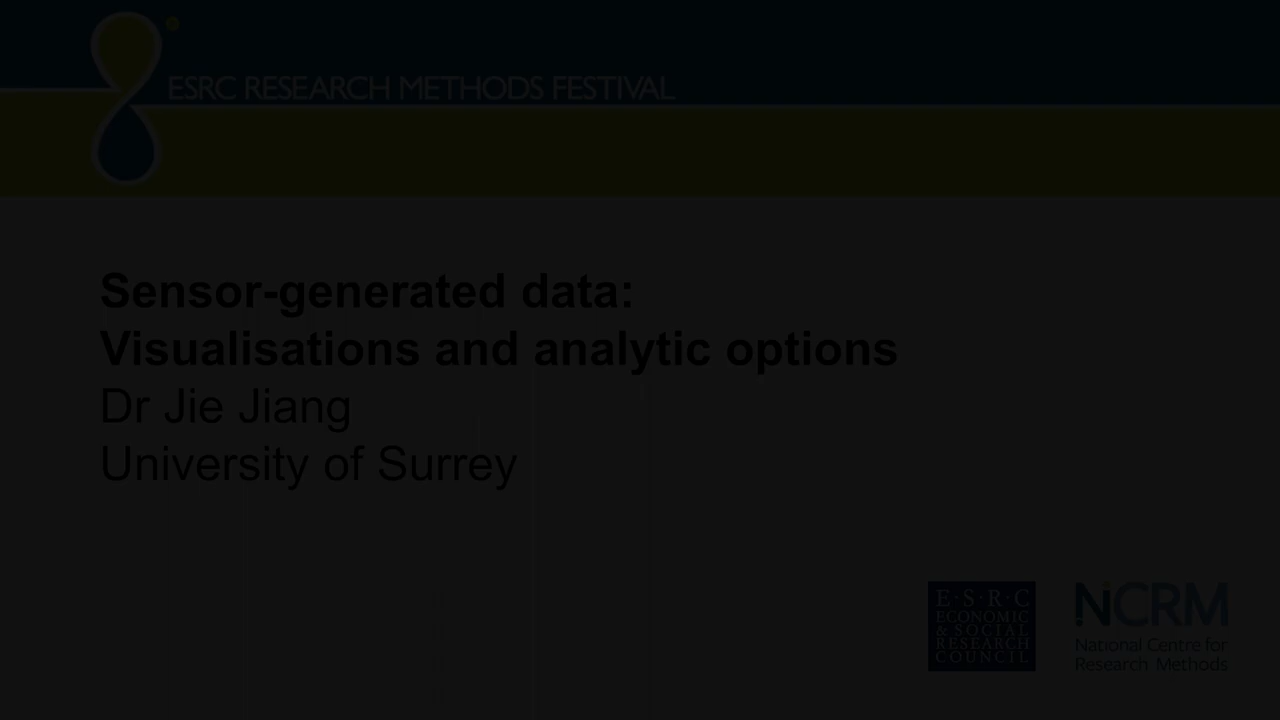 ESRC RESEARCH METHODS FESTIVAL
Sensor-generated data:
Visualisations and analytic options
Dr Jie Jiang
University of Surrey
E·S·R·C
ECONOMIC
& SOCIAL
RESEARCH
COUNCIL
NCRM
National Centre for
Research Methods